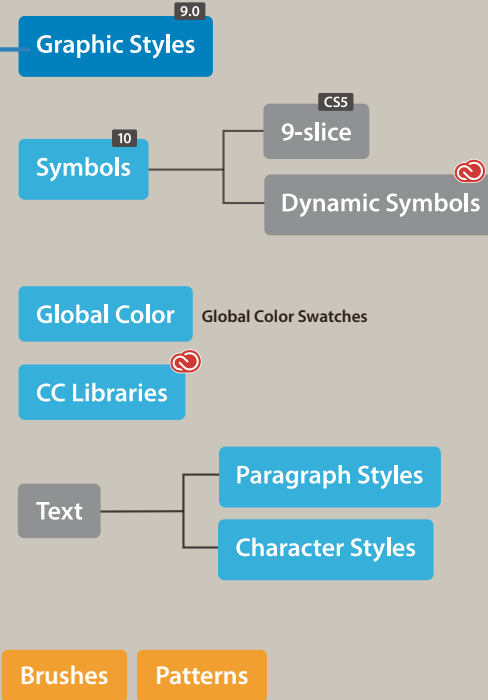 9.0
Graphic Styles
10
Symbols
CS5
9-slice
Dynamic Symbols
Global Color
Global Color Swatches
CC Libraries
Text
Paragraph Styles
Character Styles
Brushes
Patterns